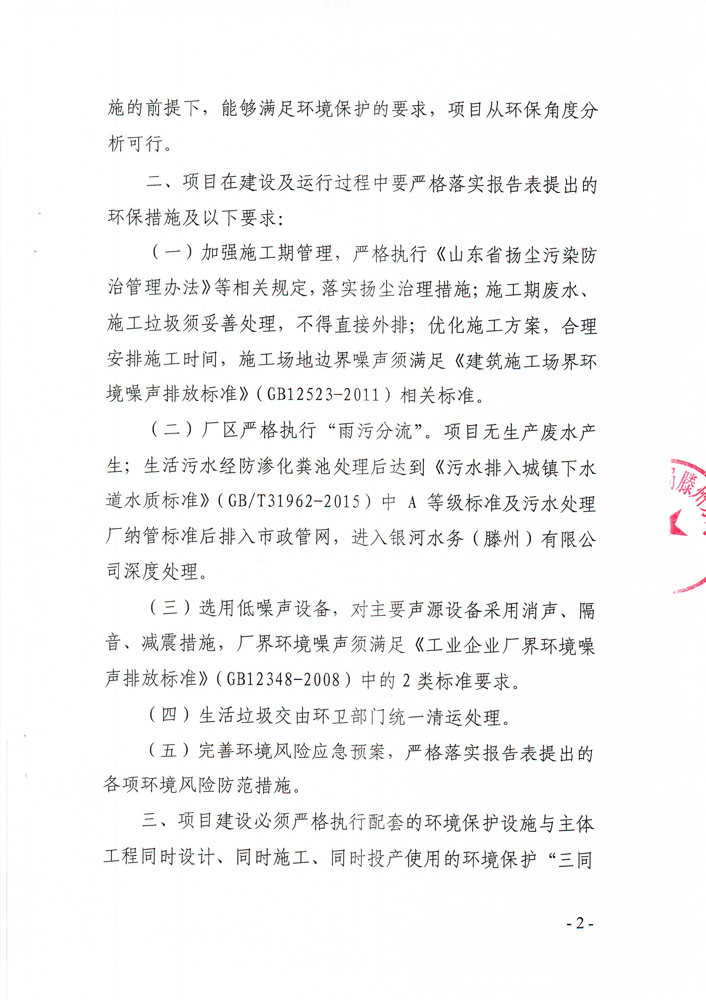 施的前提下，能够满足环境保护的要求，项目从环保角度分
析可行。
二、项目在建设及运行过程中要严格落实报告表提出的
环保措施及以下要求：
（一）加强施工期管理，严格执行《山东省扬尘污染防
治管理办法》等相关规定，落实扬尘治理措施；施工期废水、
施工垃圾须妥善处理，不得直接外排；优化施工方案，合理
安排施工时间，施工场地边界噪声须满足《建筑施工场界环
境噪声排放标准》（GB12523-2011）相关标准。
（二）厂区严格执行“雨污分流”。项目无生产废水产
生；生活污水经防渗化粪池处理后达到《污水排入城镇下水
道水质标准》（GB/T31962-2015）中 A 等级标准及污水处理
厂纳管标准后排入市政管网，进入银河水务（滕州）有限公
司深度处理。
（三）选用低噪声设备，对主要声源设备采用消声、隔
音、减震措施，厂界环境噪声须满足《工业企业厂界环境噪
声排放标准》（GB12348-2008）中的 2 类标准要求。
（四）生活垃圾交由环卫部门统一清运处理。
（五）完善环境风险应急预案，严格落实报告表提出的
各项环境风险防范措施。
三、项目建设必须严格执行配套的环境保护设施与主体
工程同时设计、同时施工、同时投产使用的环境保护“三同
- 2 -
滕州